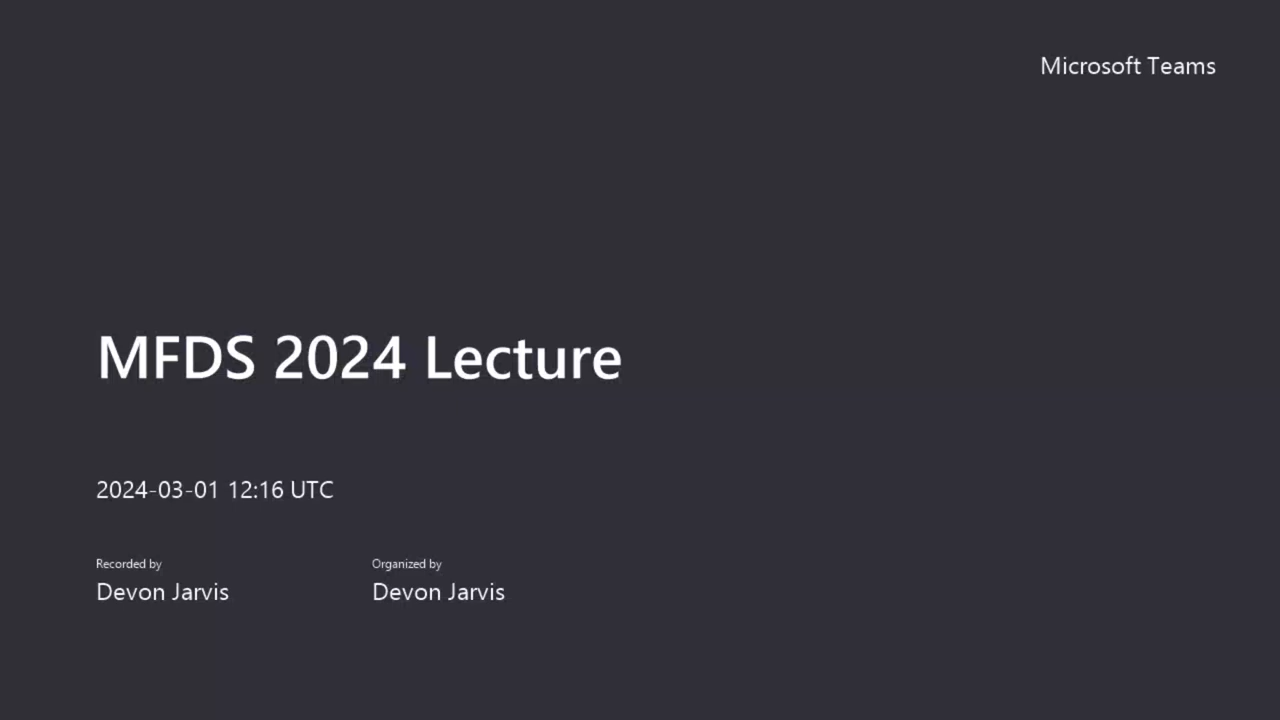 Microsoft Teams
MFDS 2024 Lecture
2024-03-01 12:16 UTC
Recorded by
Devon Jarvis
Organized by
Devon Jarvis